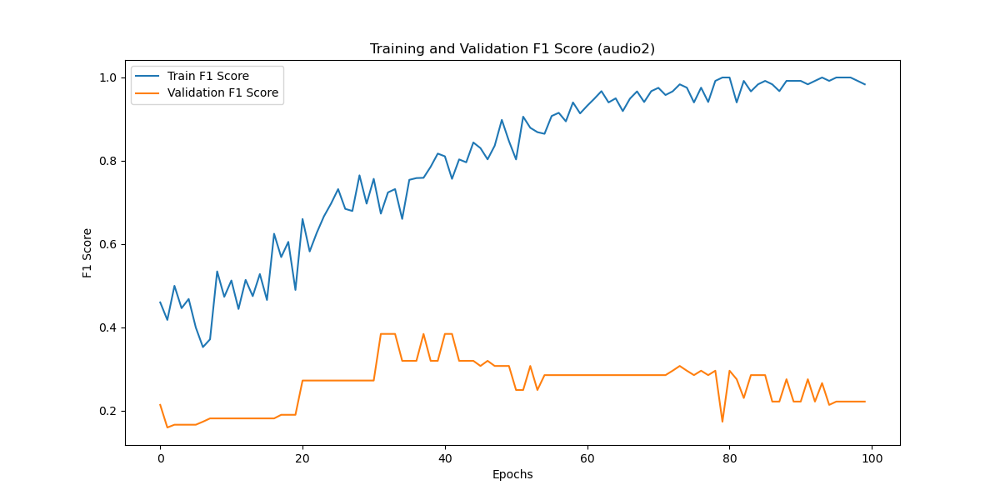 Training and Validation F1 Score (audio2)
Train F1 Score
Validation F1 Score
F1 Score
1.0
0.8
0.6
0.4
0.2
0 20 40 60 80 100
Epochs